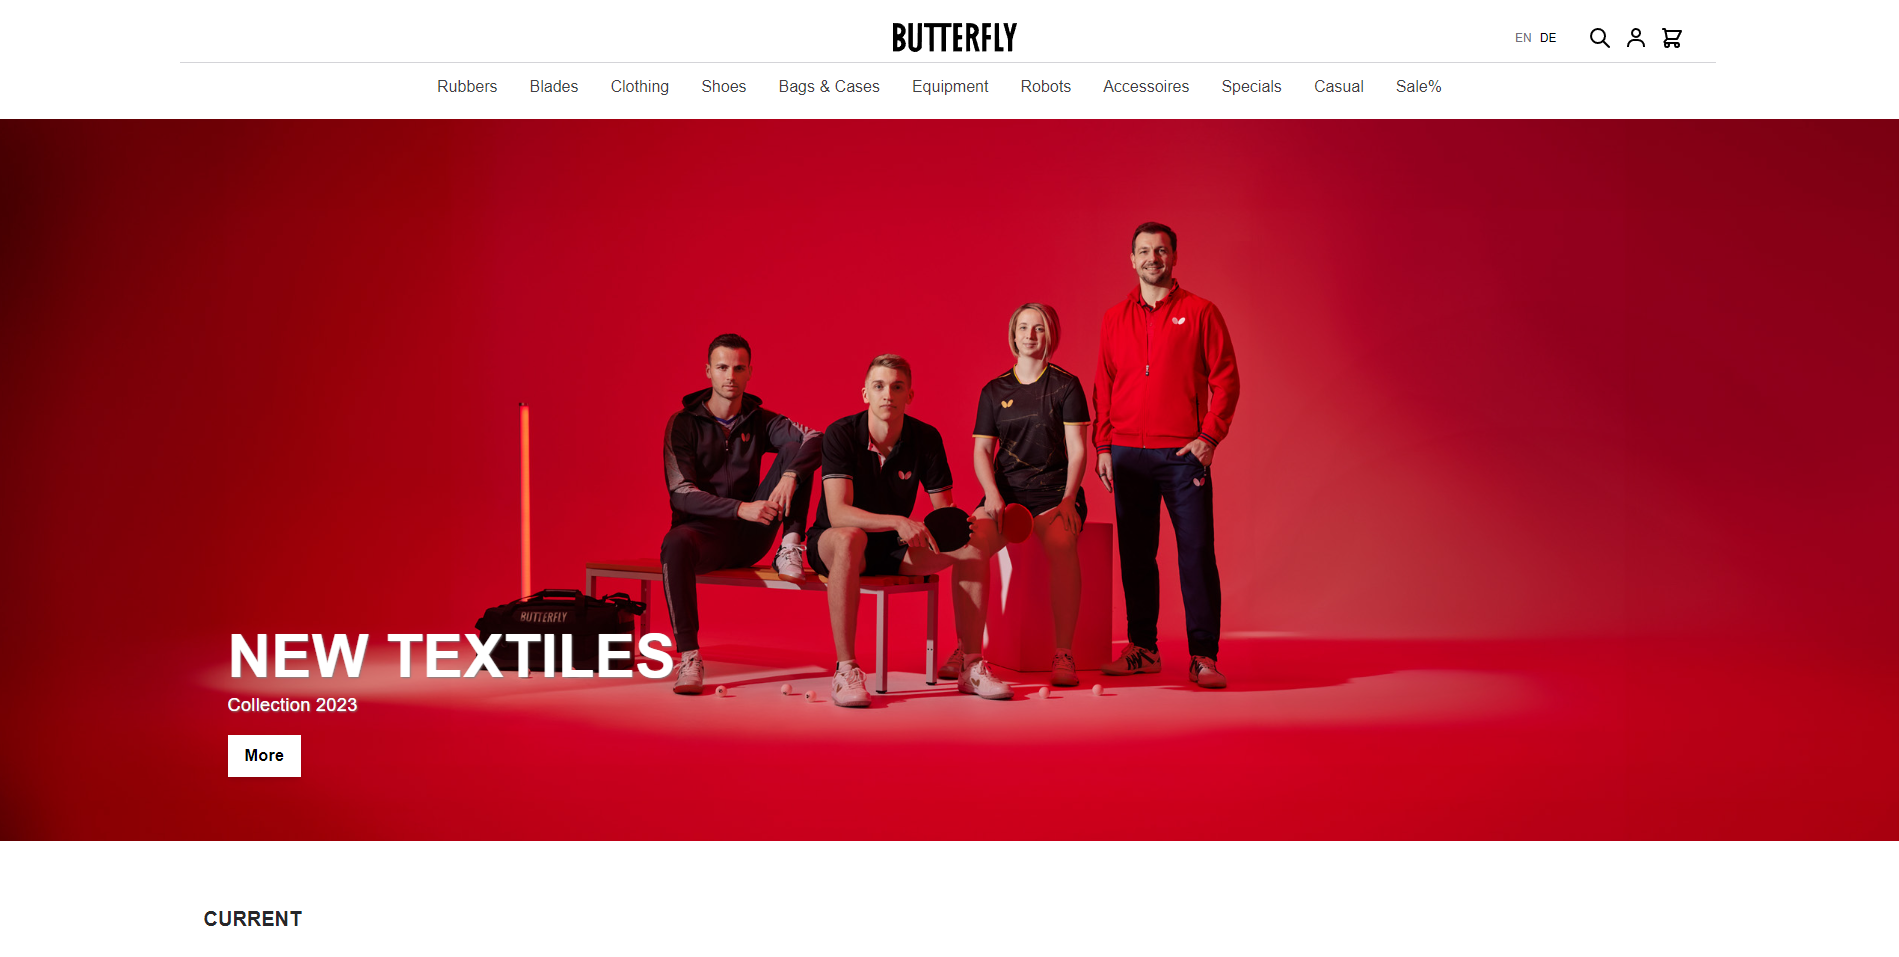 BUTTERFLY
EN DE
Rubbers Blades Clothing Shoes Bags & Cases Equipment Robots Accessoires Specials Casual Sale%
BUTTERFLY
NEW TEXTILES
Collection 2023
More
CURRENT